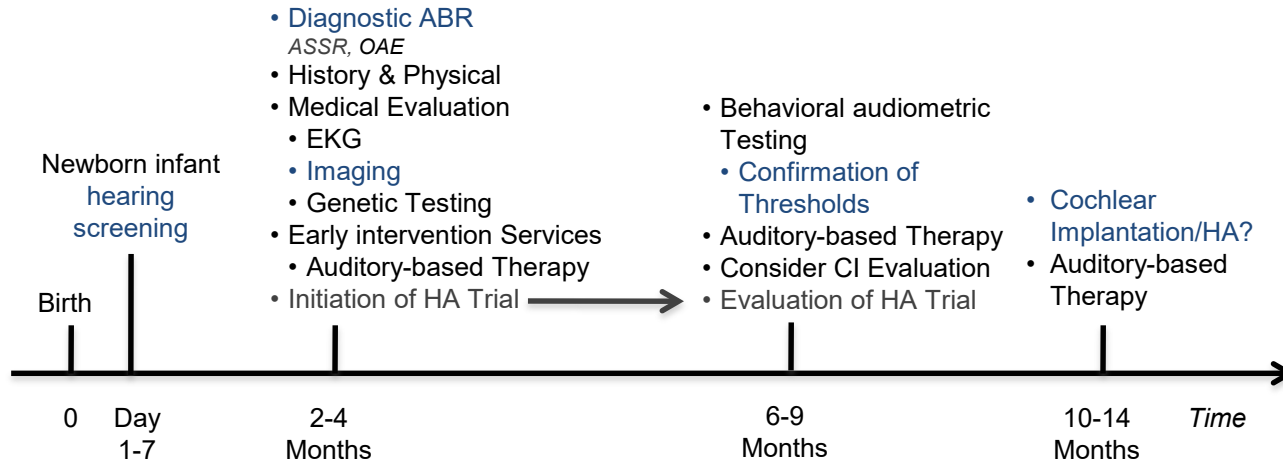 Birth
Newborn infant
hearing
screening
• Diagnostic ABR
ASSR, OAE
• History & Physical
• Medical Evaluation
• EKG
• Imaging
• Genetic Testing
• Early intervention Services
• Auditory-based Therapy
• Initiation of HA Trial
• Behavioral audiometric
Testing
• Confirmation of
Thresholds
• Auditory-based Therapy
• Consider CI Evaluation
• Evaluation of HA Trial
• Cochlear
Implantation/HA?
• Auditory-based
Therapy
0
Day
1-7
2-4
Months
6-9
Months
10-14
Months
Time